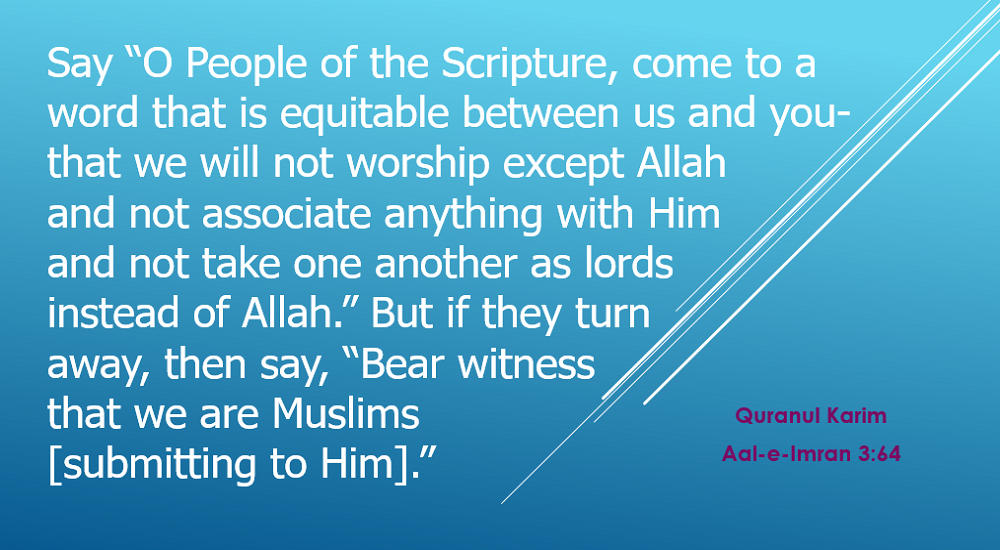 Say “O People of the Scripture, come to a
word that is equitable between us and you-
that we will not worship except Allah
and not associate anything with Him
and not take one another as lords
instead of Allah.” But if they turn
away, then say, “Bear witness
that we are Muslims
[submitting to Him].”
Quranul Karim
Aal-e-Imran 3:64